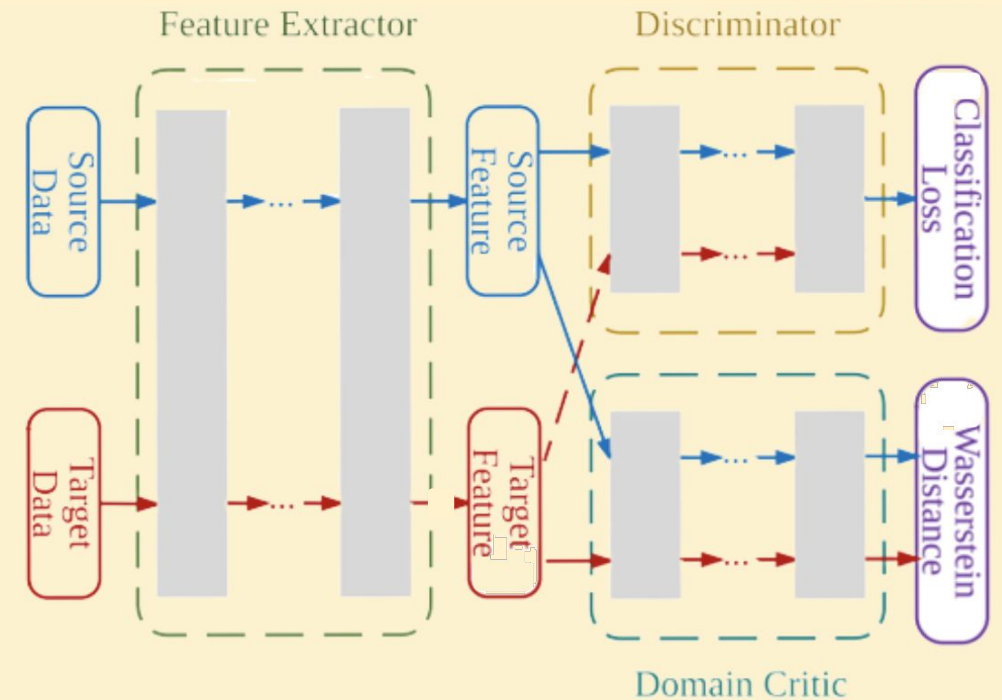 Feature Extractor
Discriminator
Source
Data
Source
Feature
Classification
Loss
...
...
...
Target
Data
Target
Feature
Wasserstein
Distance
...
...
...
Domain Critic